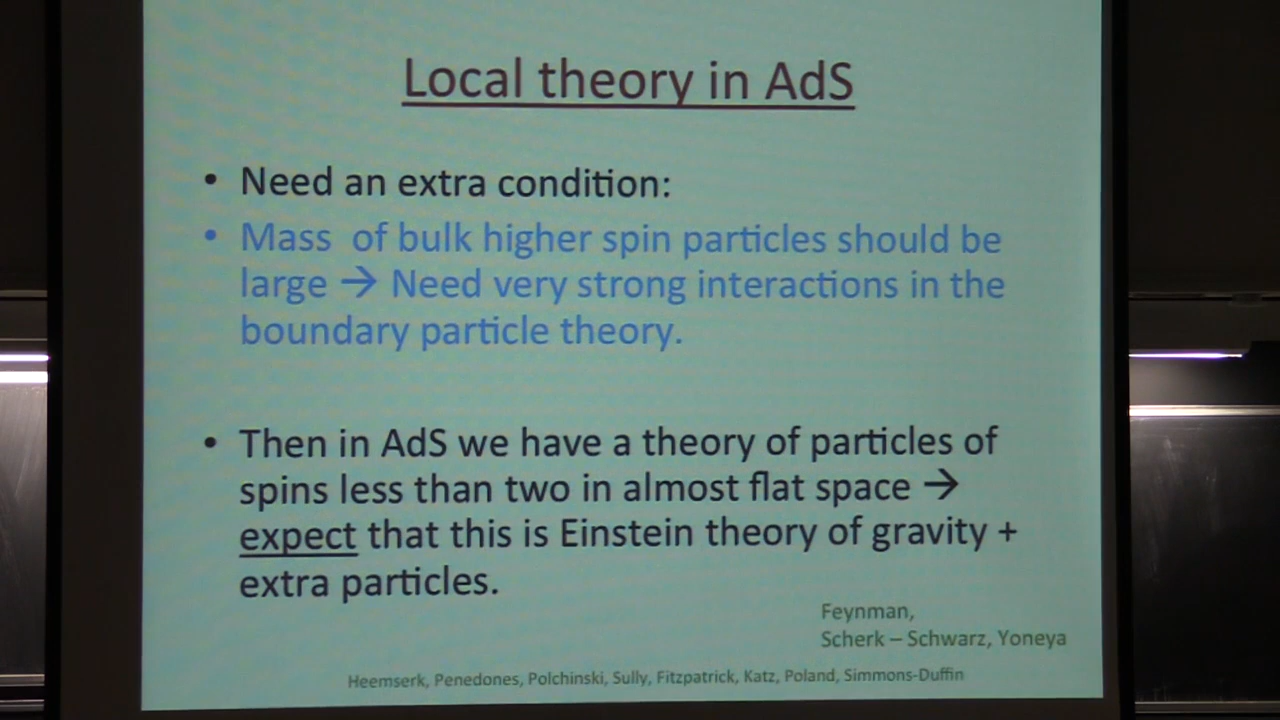 Local theory in AdS
• Need an extra condition:
• Mass of bulk higher spin particles should be
large → Need very strong interactions in the
boundary particle theory.
• Then in AdS we have a theory of particles of
spins less than two in almost flat space →
expect that this is Einstein theory of gravity +
extra particles.
Feynman,
Scherk – Schwarz, Yoneya
Heemserk, Penedones, Polchinski, Sully, Fitzpatrick, Katz, Poland, Simmons-Duffin